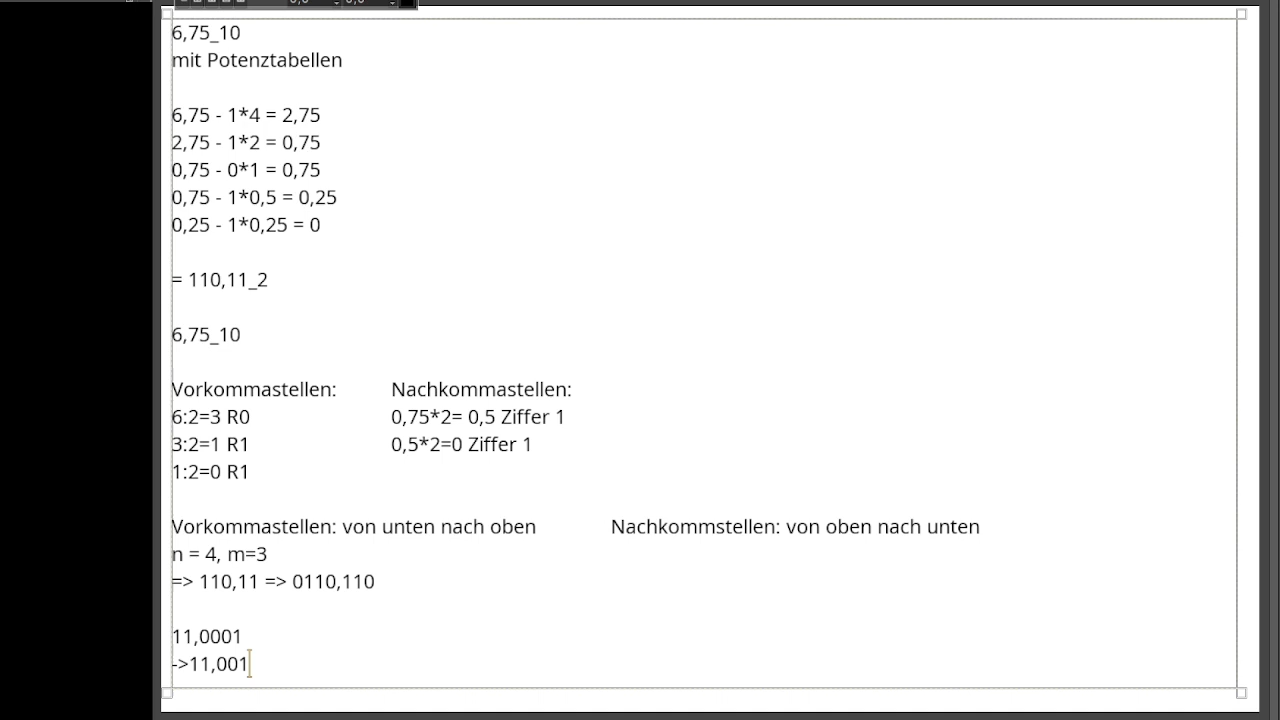 6,75_10
mit Potenztabellen
6,75 - 1*4 = 2,75
2,75 - 1*2 = 0,75
0,75 - 0*1 = 0,75
0,75 - 1*0,5 = 0,25
0,25 - 1*0,25 = 0
= 110,11_2
6,75_10
Vorkommastellen: Nachkommastellen:
6:2=3 R0 0,75*2= 0,5 Ziffer 1
3:2=1 R1 0,5*2=0 Ziffer 1
1:2=0 R1
Vorkommastellen: von unten nach oben Nachkommstellen: von oben nach unten
n = 4, m=3
=> 110,11 => 0110,110
11,0001
->11,001